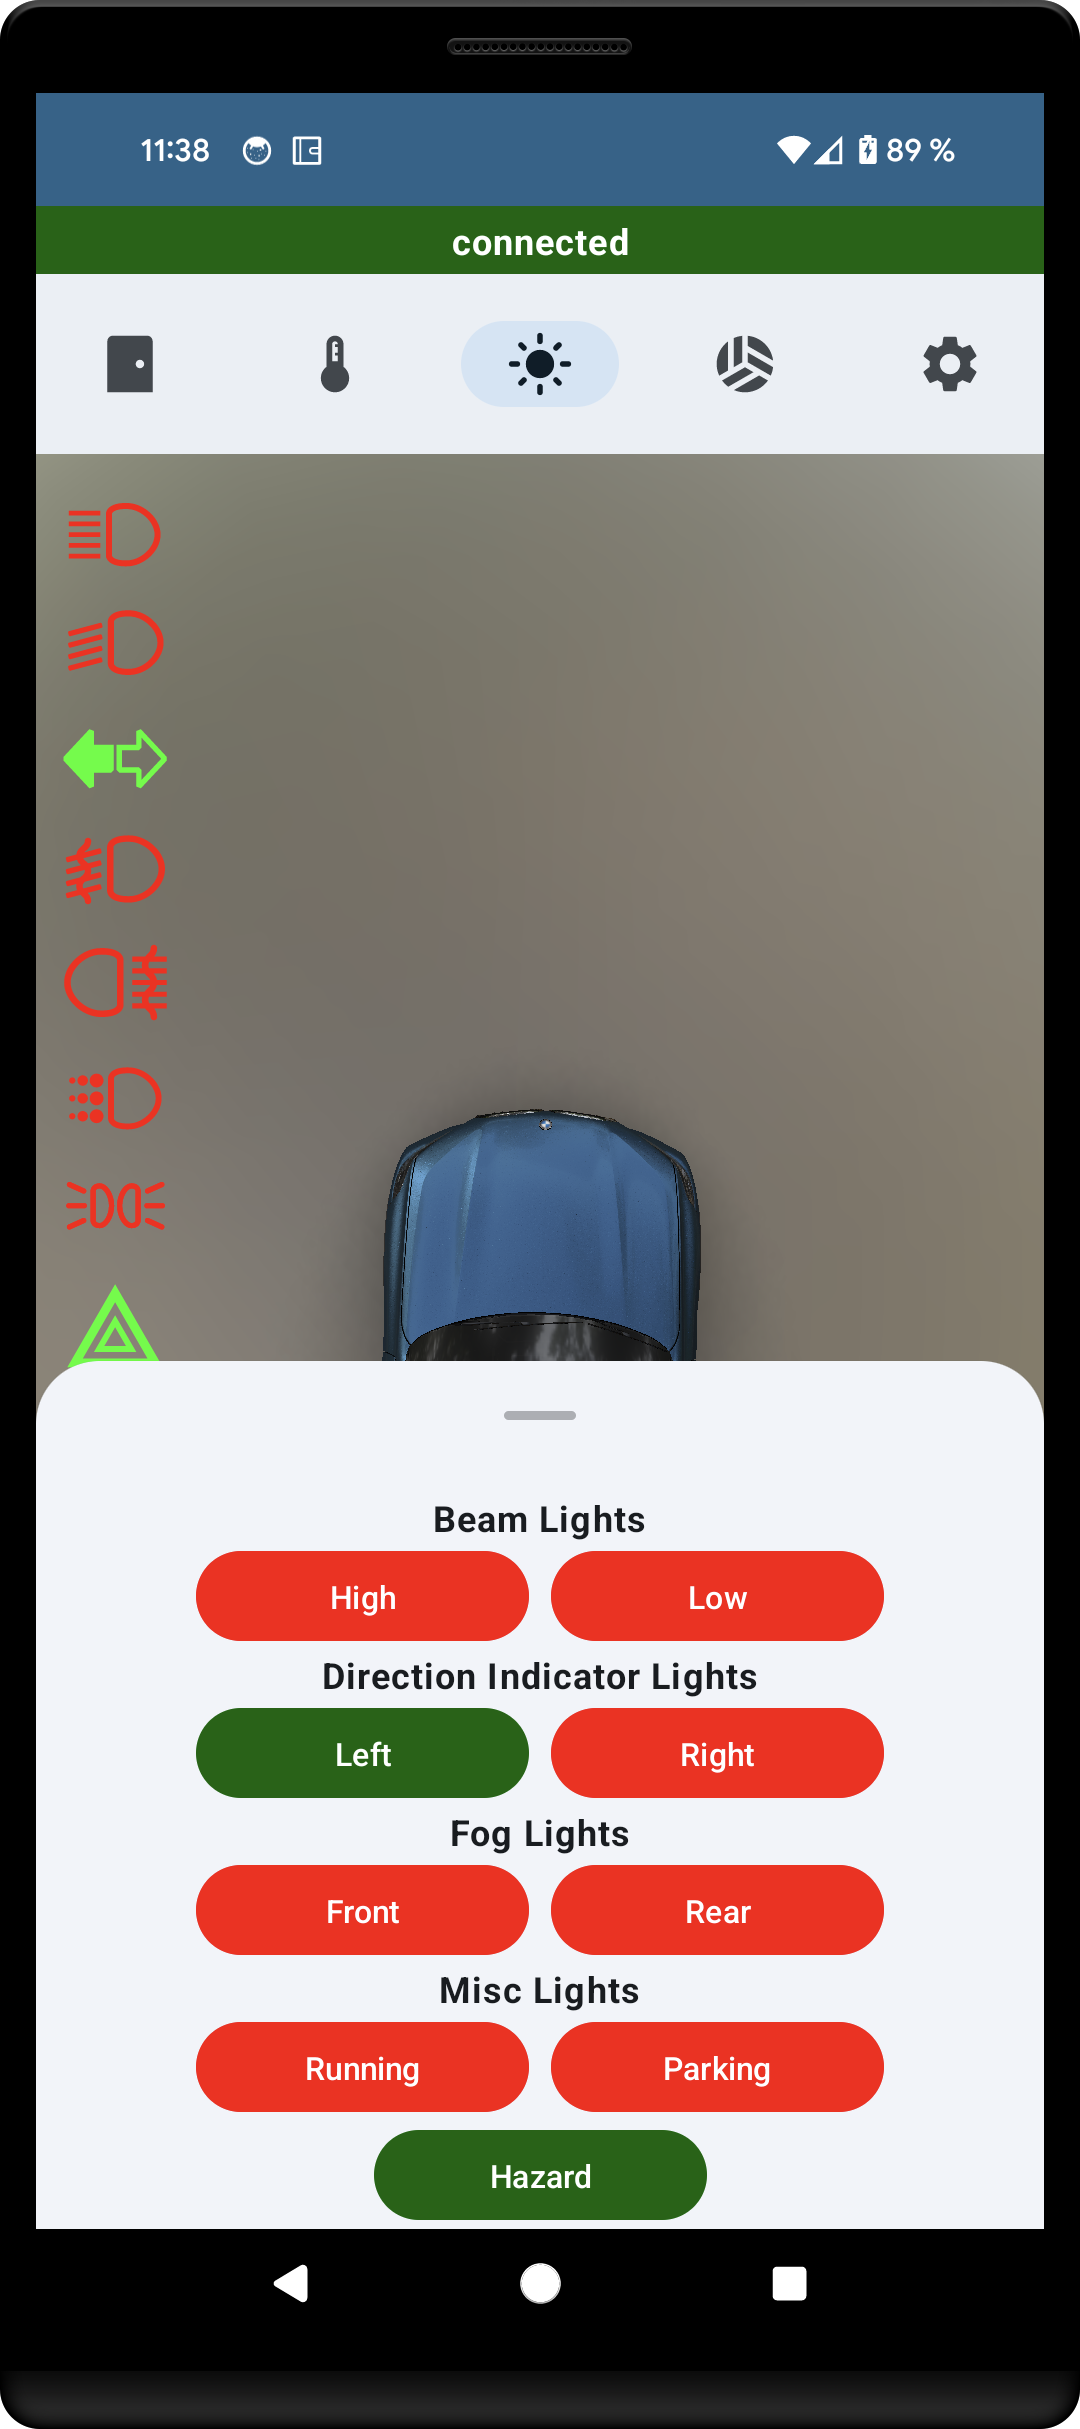 11:38 89 %
connected
Beam Lights
High Low
Direction Indicator Lights
Left Right
Fog Lights
Front Rear
Misc Lights
Running Parking
Hazard